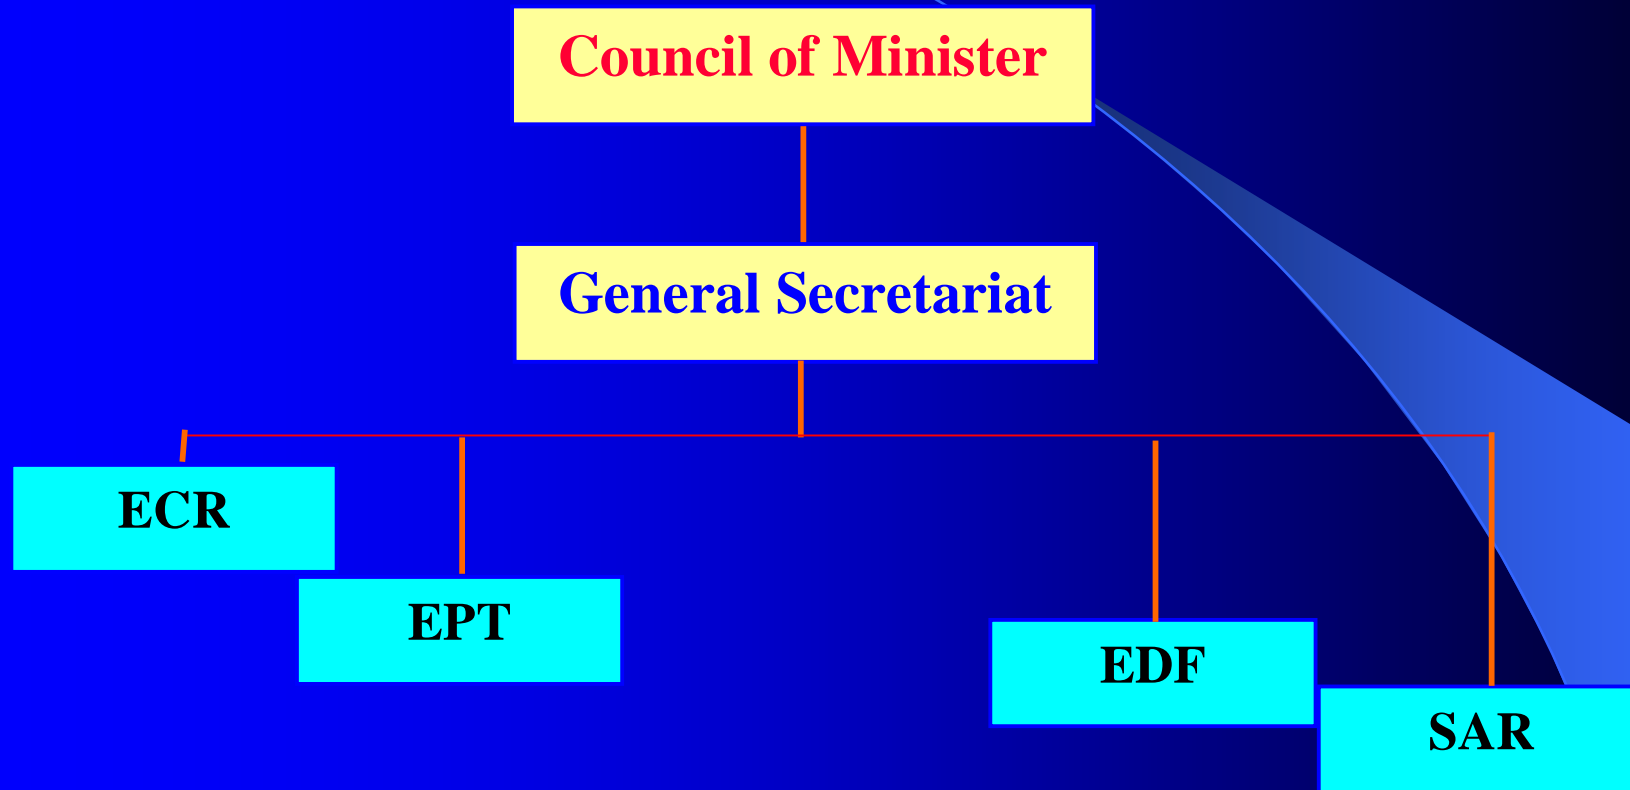 Council of Minister
General Secretariat
ECR
EPT
EDF
SAR